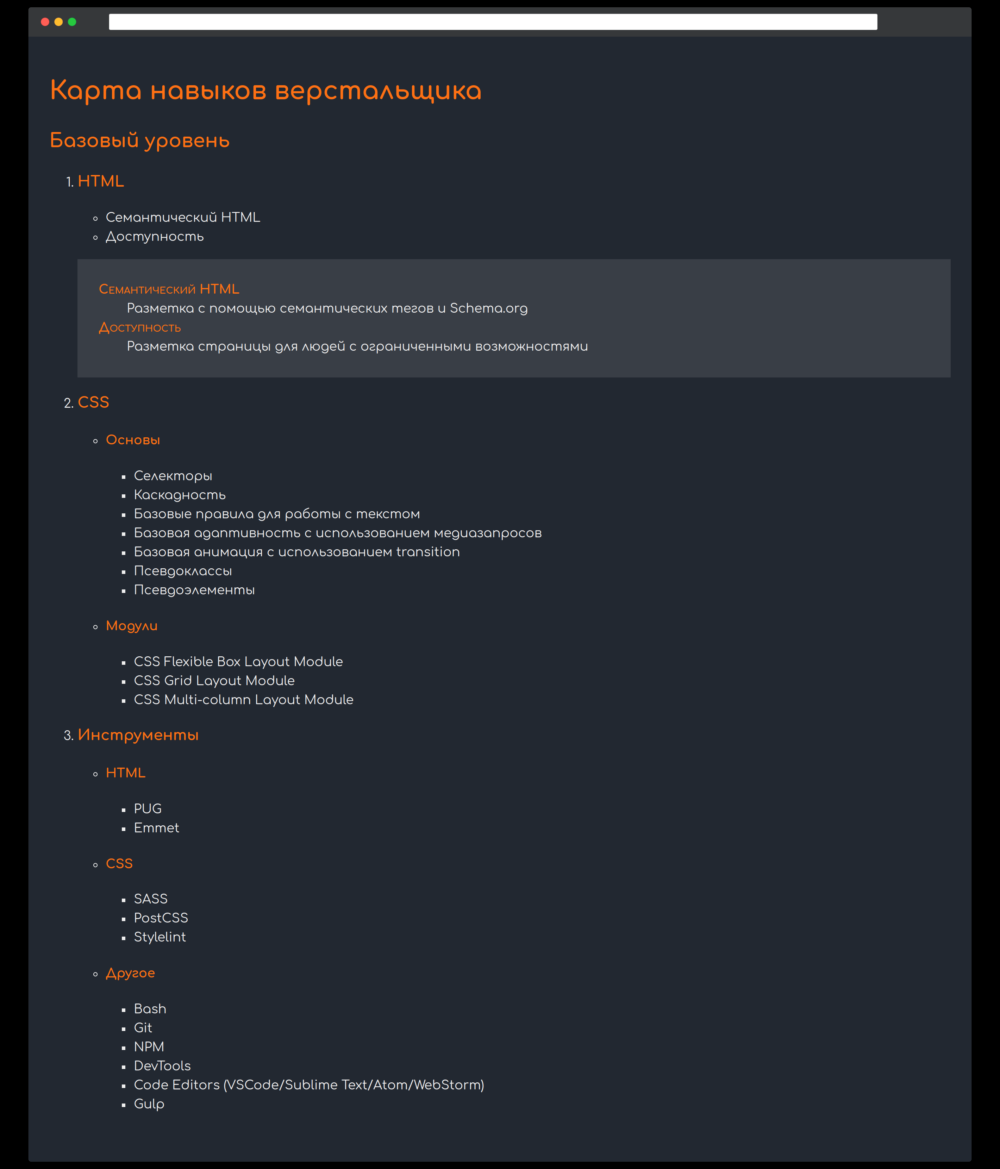 Карта навыков верстальщика
Базовый уровень
1. HTML
Семантический HTML
Доступность
Семантический HTML
Разметка с помощью семантических тегов и Schema.org
Доступность
Разметка страницы для людей с ограниченными возможностями
2. CSS
Основы
Селекторы
Каскадность
Базовые правила для работы с текстом
Базовая адаптивность с использованием медиазапросов
Базовая анимация с использованием transition
Псевдоклассы
Псевдоэлементы
Модули
CSS Flexible Box Layout Module
CSS Grid Layout Module
CSS Multi-column Layout Module
3. Инструменты
HTML
PUG
Emmet
CSS
SASS
PostCSS
Stylelint
Другое
Bash
Git
NPM
DevTools
Code Editors (VSCode/Sublime Text/Atom/WebStorm)
Gulp